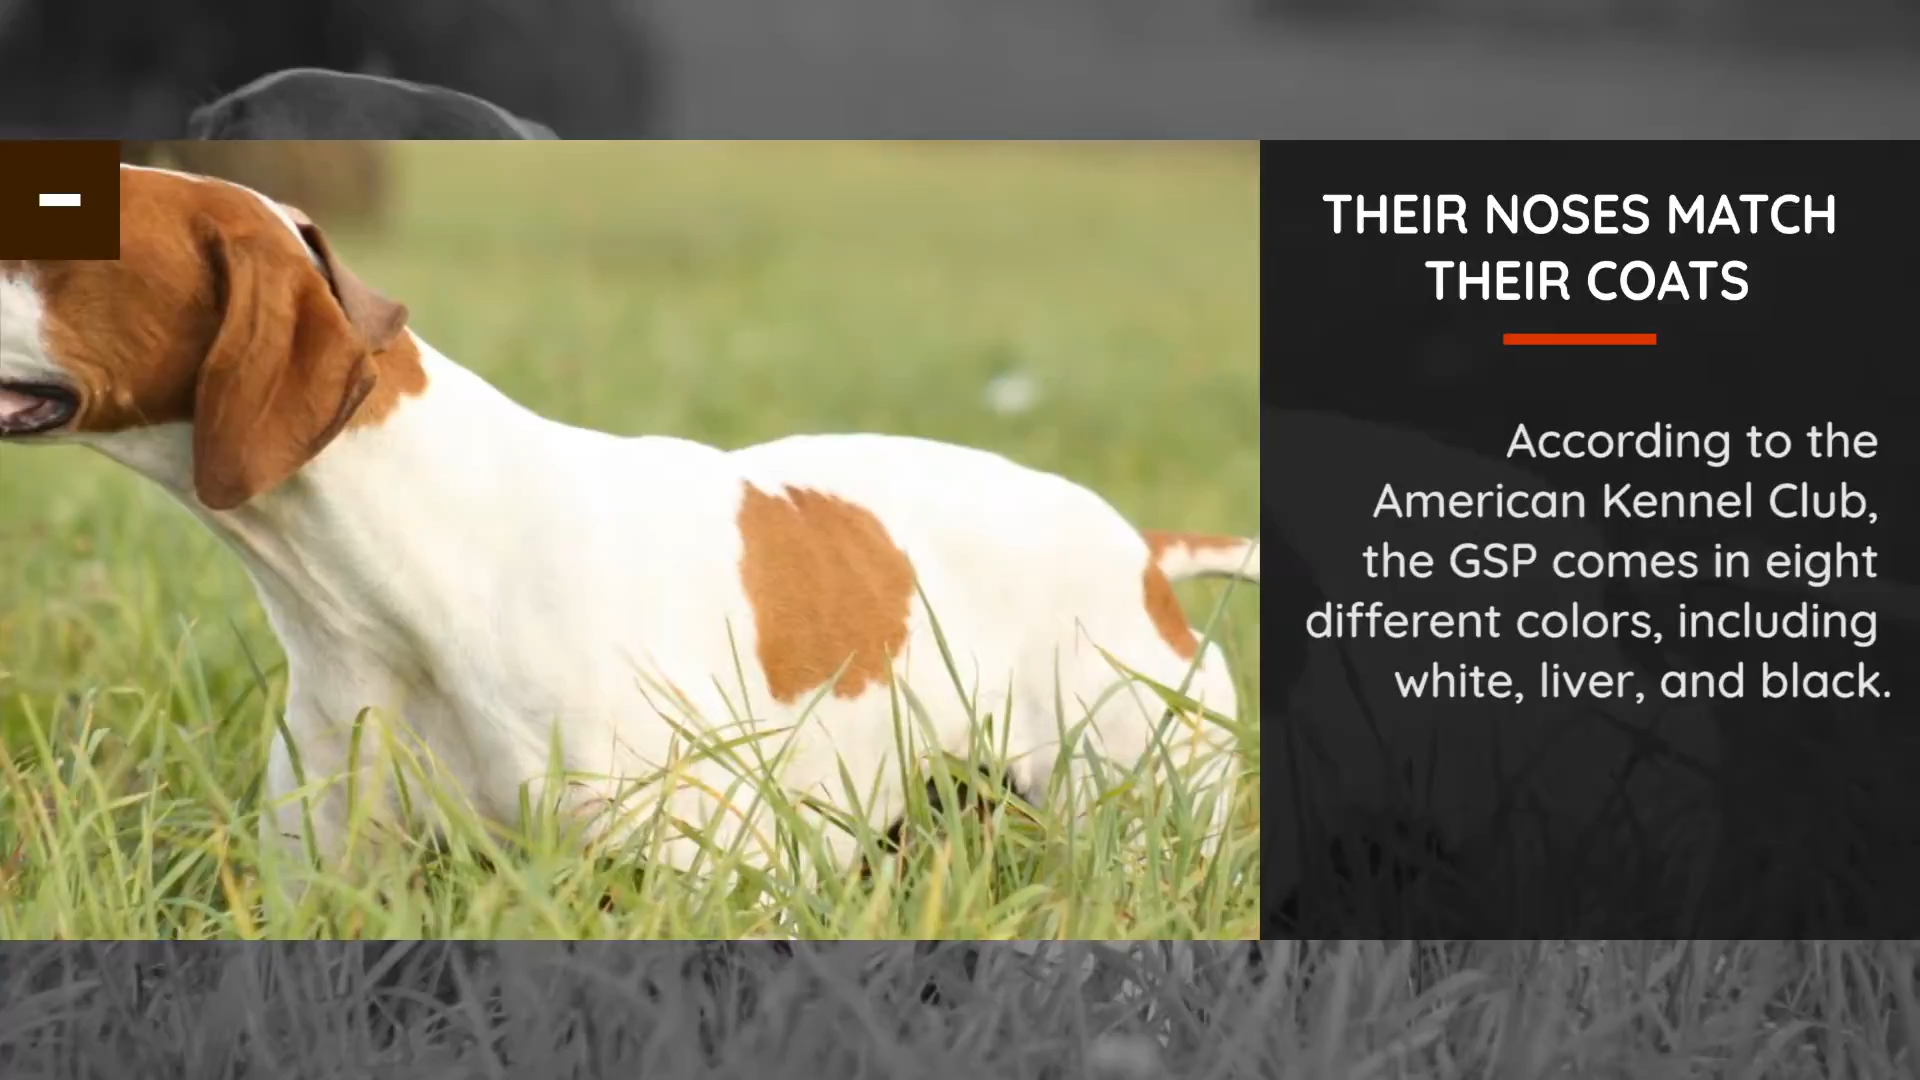 THEIR NOSES MATCH
THEIR COATS
According to the
American Kennel Club,
the GSP comes in eight
different colors, including
white, liver, and black.